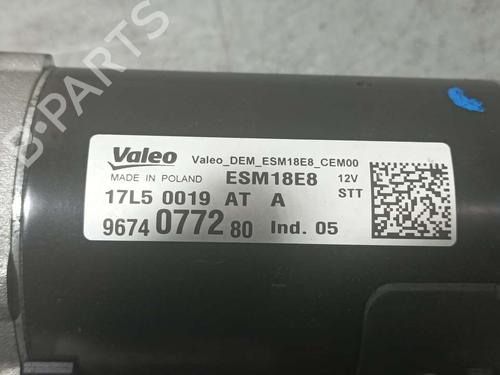 B-PARTS
Valeo Valeo_DEM_ESM18E8_CEM00
MADE IN POLAND ESM18E8 12V
17L5 0019 AT A STT
9674 0772 80 Ind. 05